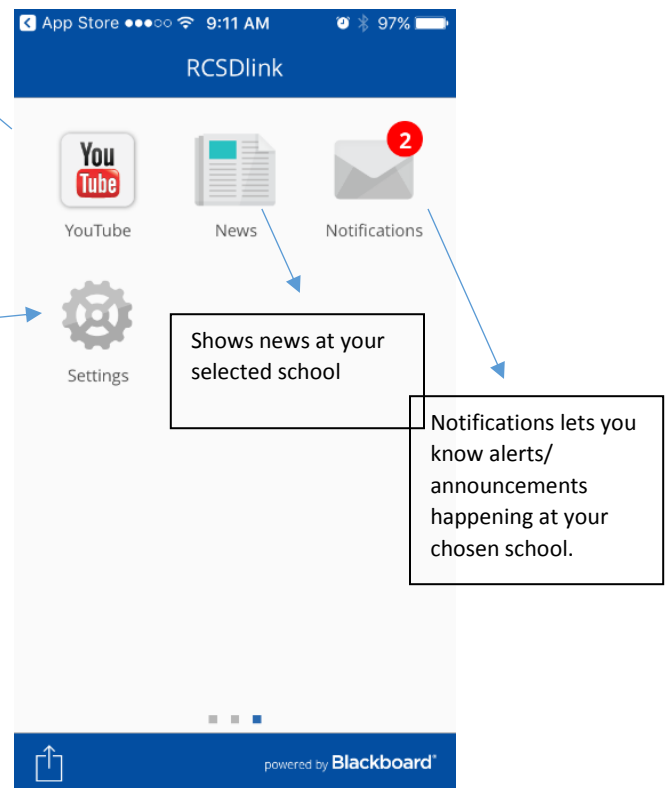 App Store 9:11 AM 97%
RCSDlink
You
Tube
2
YouTube
News
Notifications
Settings
Shows news at your
selected school
Notifications lets you
know alerts/
announcements
happening at your
chosen school.
powered by Blackboard®